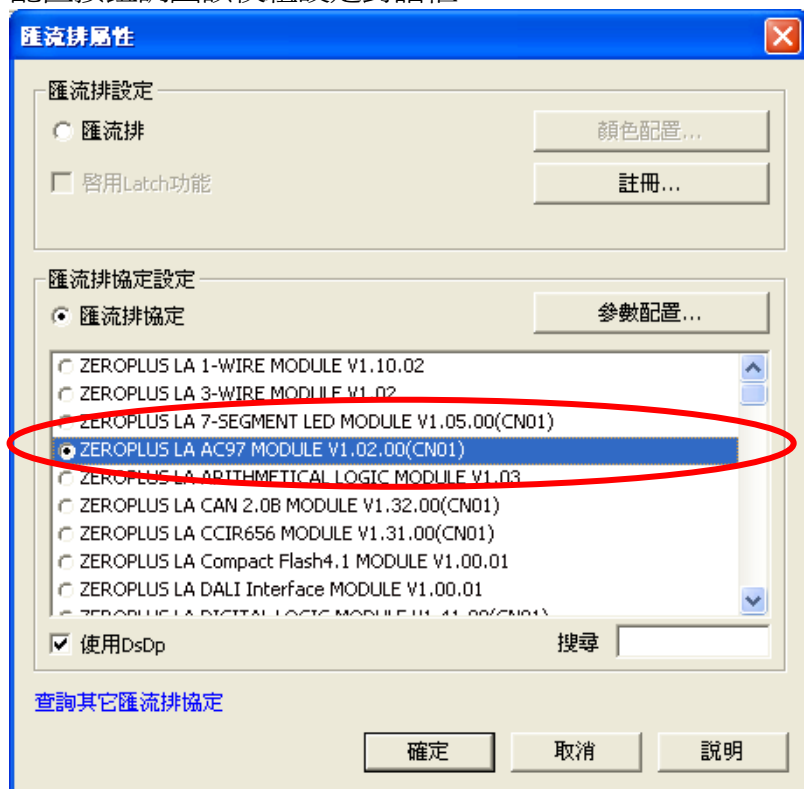 匯流排屬性
匯流排設定
匯流排
顏色配置...
啓用Latch功能
註冊...
匯流排協定設定
匯流排協定
參數配置...
ZEROPLUS LA 1-WIRE MODULE V1.10.02
ZEROPLUS LA 3-WIRE MODULE V1.02
ZEROPLUS LA 7-SEGMENT LED MODULE V1.05.00(CN01)
ZEROPLUS LA AC97 MODULE V1.02.00(CN01)
ZEROPLUS LA ARITHMETICAL LOGIC MODULE V1.03
ZEROPLUS LA CAN 2.0B MODULE V1.32.00(CN01)
ZEROPLUS LA CCIR656 MODULE V1.31.00(CN01)
ZEROPLUS LA Compact Flash4.1 MODULE V1.00.01
ZEROPLUS LA DALI Interface MODULE V1.00.01
ZEROPLUS LA DIGITAL LOGIC MODULE
使用DsDp
搜尋
查詢其它匯流排協定
確定
取消
說明